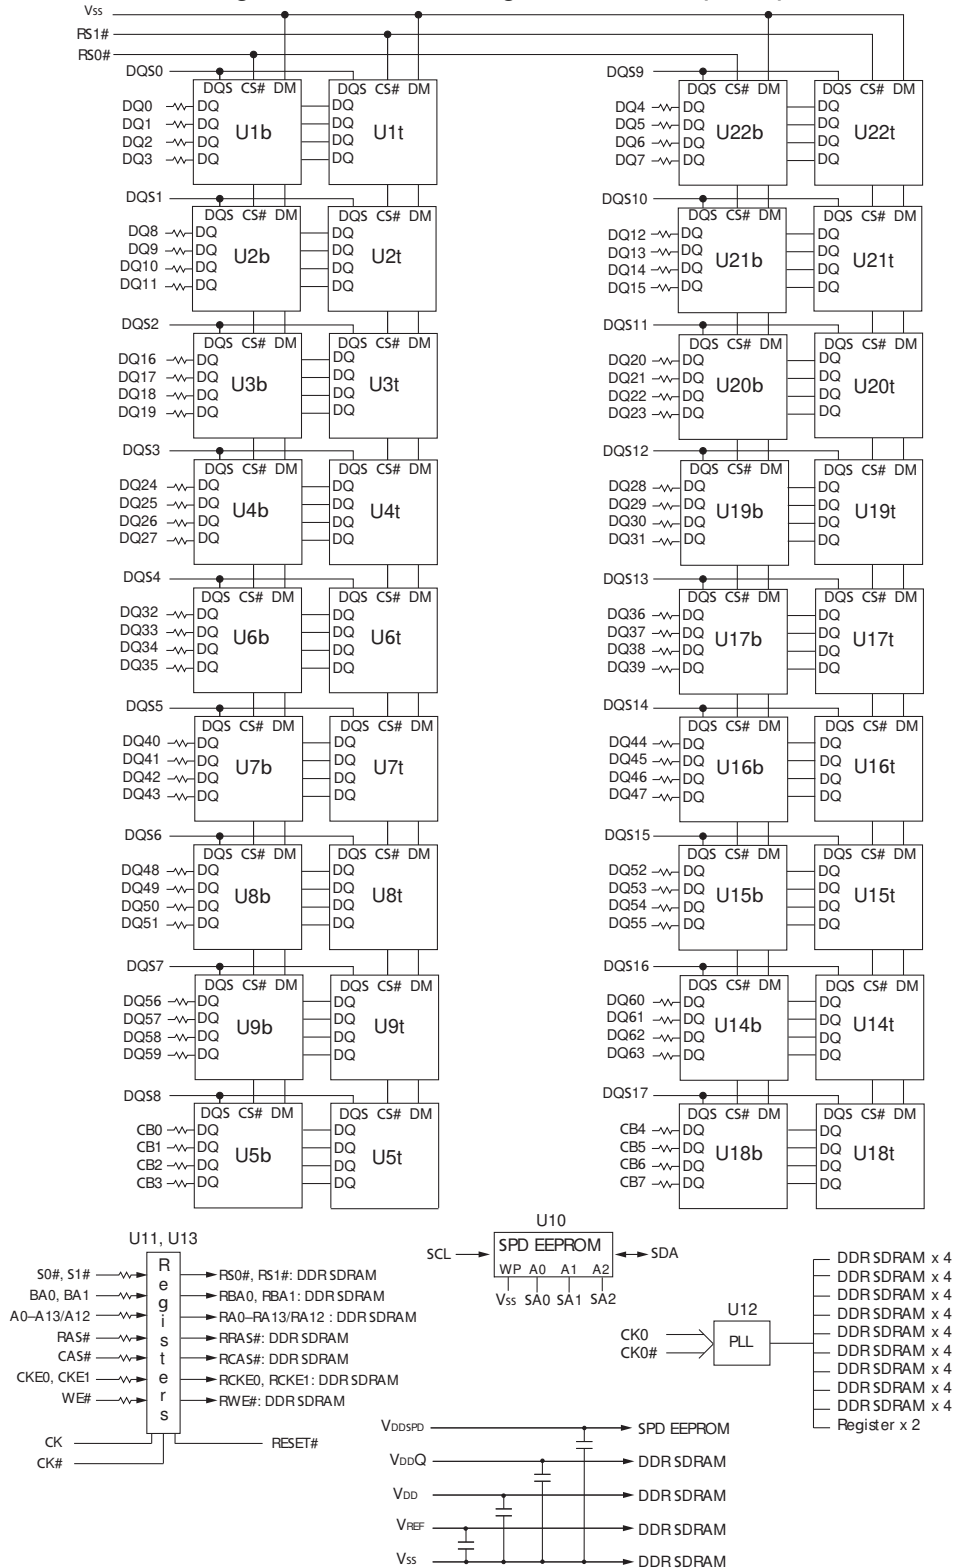 Vss
RS1#
RS0#
DQS0
DQS CS# DM
DQ0 DQ DQ
DQ1 DQ U1b DQ U1t
DQ2 DQ DQ
DQ3 DQ DQ
DQS9
DQS CS# DM DQS CS# DM
DQ4 DQ DQ
DQ5 DQ U22b DQ U22t
DQ6 DQ DQ
DQ7 DQ DQ
DQS1
DQS CS# DM DQS CS# DM
DQ8 DQ DQ
DQ9 DQ U2b DQ U2t
DQ10 DQ DQ
DQ11 DQ DQ
DQS10
DQS CS# DM DQS CS# DM
DQ12 DQ DQ
DQ13 DQ U21b DQ U21t
DQ14 DQ DQ
DQ15 DQ DQ
DQS2
DQS CS# DM DQS CS# DM
DQ16 DQ DQ
DQ17 DQ U3b DQ U3t
DQ18 DQ DQ
DQ19 DQ DQ
DQS11
DQS CS# DM DQS CS# DM
DQ20 DQ DQ
DQ21 DQ U20b DQ U20t
DQ22 DQ DQ
DQ23 DQ DQ
DQS3
DQS CS# DM DQS CS# DM
DQ24 DQ DQ
DQ25 DQ U4b DQ U4t
DQ26 DQ DQ
DQ27 DQ DQ
DQS12
DQS CS# DM DQS CS# DM
DQ28 DQ DQ
DQ29 DQ U19b DQ U19t
DQ30 DQ DQ
DQ31 DQ DQ
DQS4
DQS CS# DM DQS CS# DM
DQ32 DQ DQ
DQ33 DQ U6b DQ U6t
DQ34 DQ DQ
DQ35 DQ DQ
DQS13
DQS CS# DM DQS CS# DM
DQ36 DQ DQ
DQ37 DQ U17b DQ U17t
DQ38 DQ DQ
DQ39 DQ DQ
DQS5
DQS CS# DM DQS CS# DM
DQ40 DQ DQ
DQ41 DQ U7b DQ U7t
DQ42 DQ DQ
DQ43 DQ DQ
DQS14
DQS CS# DM DQS CS# DM
DQ44 DQ DQ
DQ45 DQ U16b DQ U16t
DQ46 DQ DQ
DQ47 DQ DQ
DQS6
DQS CS# DM DQS CS# DM
DQ48 DQ DQ
DQ49 DQ U8b DQ U8t
DQ50 DQ DQ
DQ51 DQ DQ
DQS15
DQS CS# DM DQS CS# DM
DQ52 DQ DQ
DQ53 DQ U15b DQ U15t
DQ54 DQ DQ
DQ55 DQ DQ
DQS7
DQS CS# DM DQS CS# DM
DQ56 DQ DQ
DQ57 DQ U9b DQ U9t
DQ58 DQ DQ
DQ59 DQ DQ
DQS16
DQS CS# DM DQS CS# DM
DQ60 DQ DQ
DQ61 DQ U14b DQ U14t
DQ62 DQ DQ
DQ63 DQ DQ
DQS8
DQS CS# DM DQS CS# DM
CB0 DQ DQ
CB1 DQ U5b DQ U5t
CB2 DQ DQ
CB3 DQ DQ
DQS17
DQS CS# DM DQS CS# DM
CB4 DQ DQ
CB5 DQ U18b DQ U18t
CB6 DQ DQ
CB7 DQ DQ
U11, U13
Registers
S0#, S1# RS0#, RS1#: DDR SDRAM
BA0, BA1 RBA0, RBA1: DDR SDRAM
A0–A13/A12 RA0–RA13/RA12 : DDR SDRAM
RAS# RRAS#: DDR SDRAM
CAS# RCAS#: DDR SDRAM
CKE0, CKE1 RCKE0, RCKE1: DDR SDRAM
WE# RWE#: DDR SDRAM
CK RESET#
CK#
U10
SCL SPD EEPROM SDA
WP A0 A1 A2
Vss SA0 SA1 SA2
U12
CK0 PLL
CK0#
DDR SDRAM x 4
DDR SDRAM x 4
DDR SDRAM x 4
DDR SDRAM x 4
DDR SDRAM x 4
DDR SDRAM x 4
DDR SDRAM x 4
DDR SDRAM x 4
DDR SDRAM x 4
Register x 2
VDDSPD SPD EEPROM
VDDQ DDR SDRAM
VDD DDR SDRAM
VREF DDR SDRAM
Vss DDR SDRAM